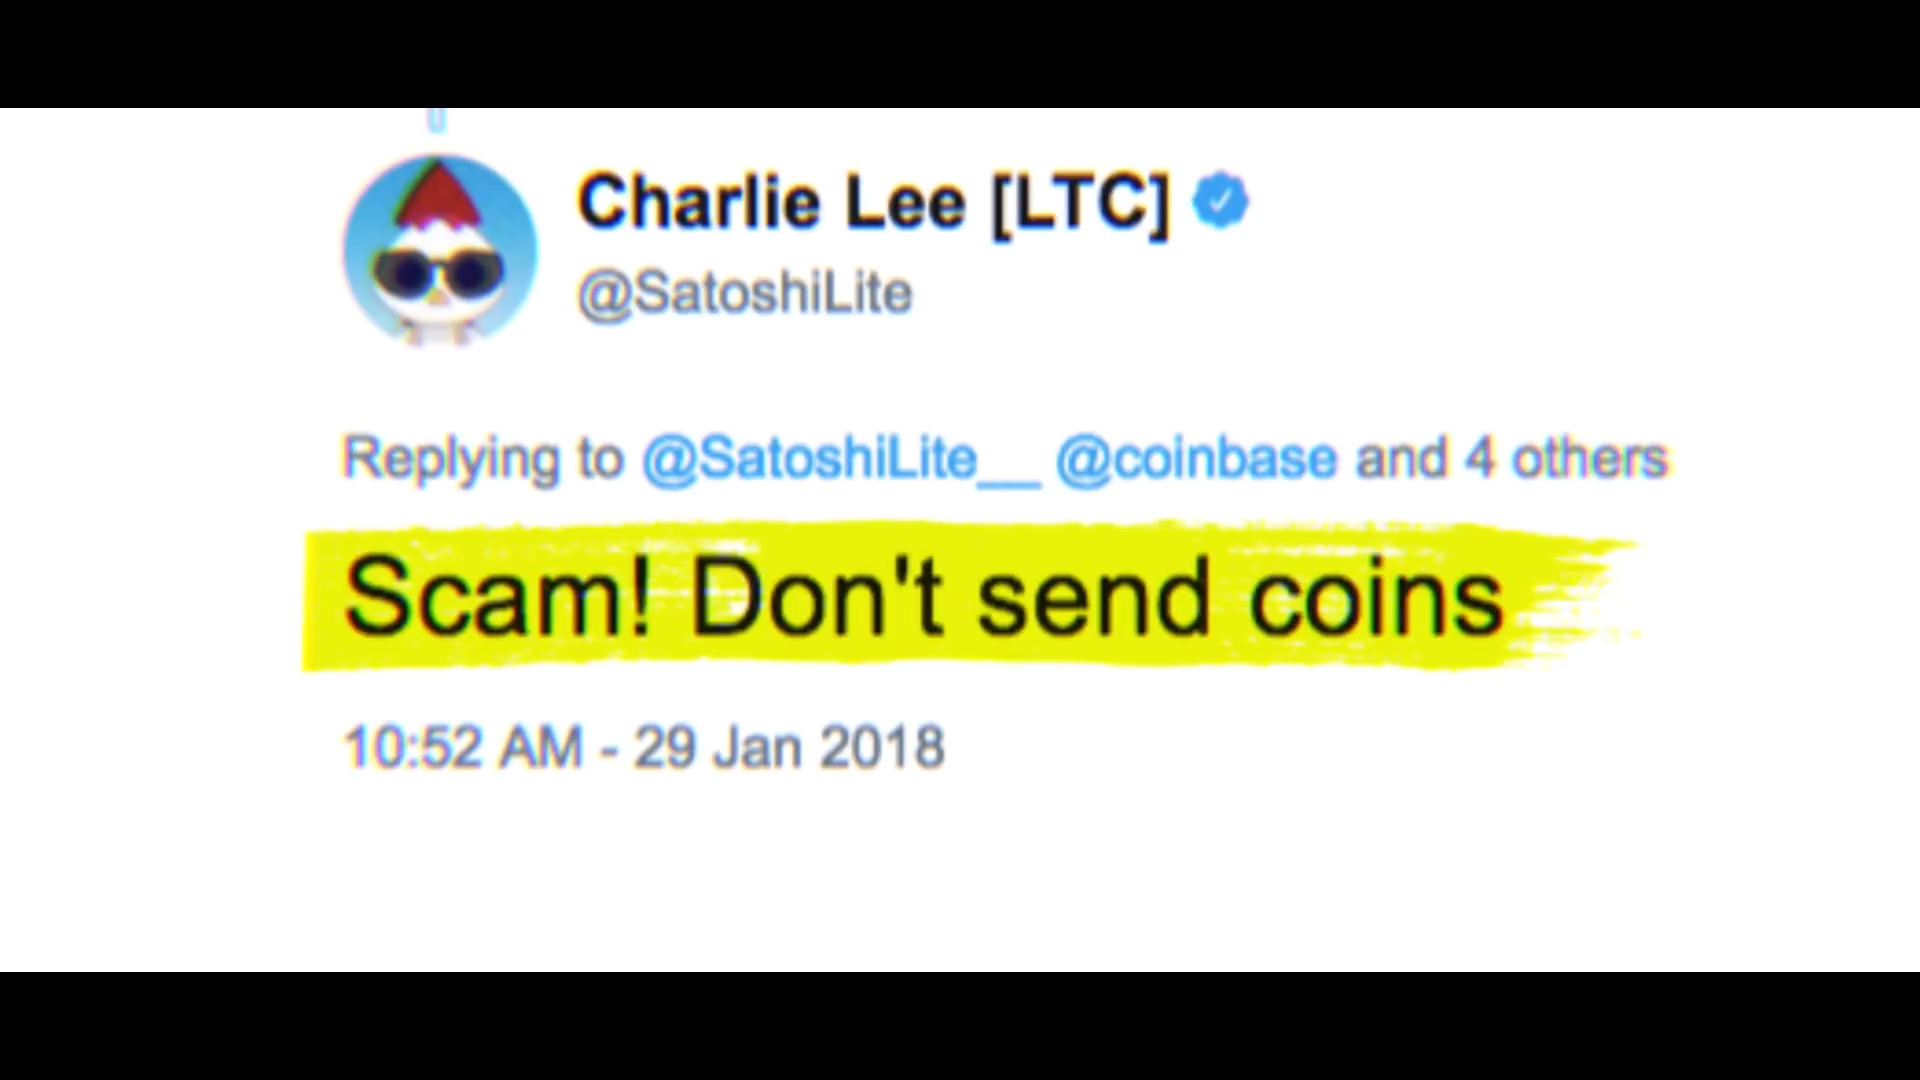 Charlie Lee [LTC]
@SatoshiLite
Replying to @SatoshiLite__ @coinbase and 4 others
Scam! Don't send coins
10:52 AM - 29 Jan 2018